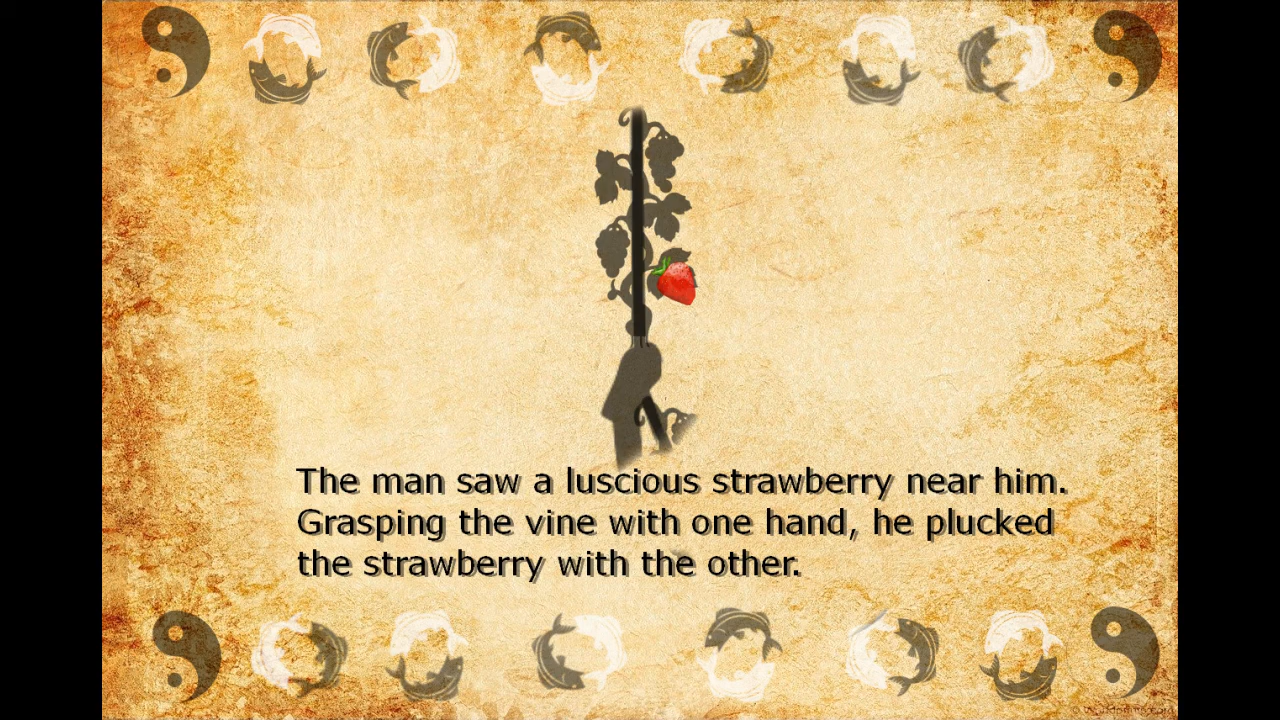 The man saw a luscious strawberry near him.
Grasping the vine with one hand, he plucked
the strawberry with the other.